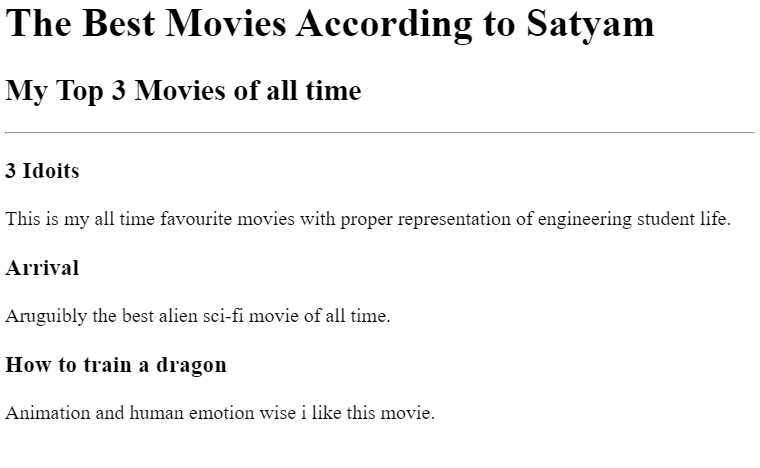 The Best Movies According to Satyam
My Top 3 Movies of all time
3 Idoits
This is my all time favourite movies with proper representation of engineering student life.
Arrival
Aruguibly the best alien sci-fi movie of all time.
How to train a dragon
Animation and human emotion wise i like this movie.